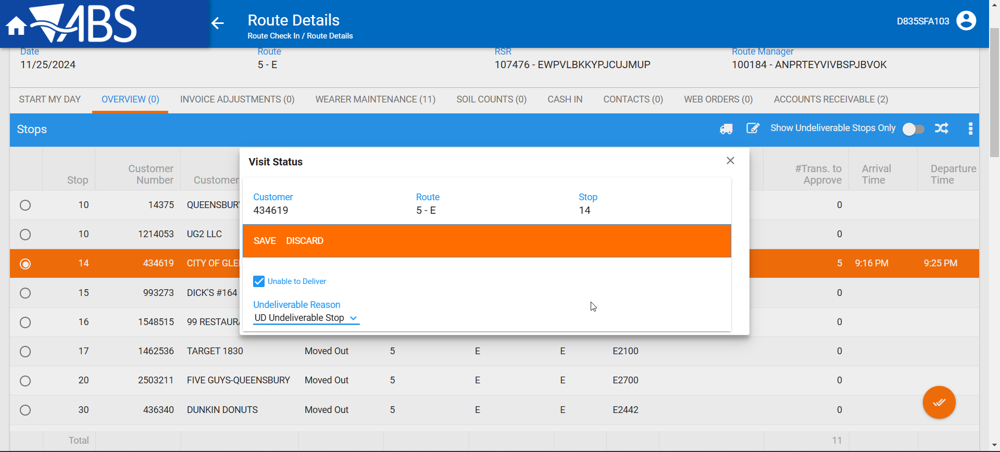 ABS
Route Details
Route Check In / Route Details
D835SFA103
Date
Route
RSR
Route Manager
11/25/2024
5 - E
107476 - EWPVLBKKYPJCUJMUP
100184 - ANPRTEYVIVBSPJBVOK
START MY DAY
OVERVIEW (0)
INVOICE ADJUSTMENTS (0)
WEARER MAINTENANCE (11)
SOIL COUNTS (0)
CASH IN
CONTACTS (0)
WEB ORDERS (0)
ACCOUNTS RECEIVABLE (2)
Stops
Show Undeliverable Stops Only
Stop
Customer
Number
Customer
#Trans. to
Approve
Arrival
Time
Departure
Time
10 14375 QUEENSBURY 0
10 1214053 UG2 LLC 0
14 434619 CITY OF GLE 5 9:16 PM 9:25 PM
15 993273 DICK'S #164 0
16 1548515 99 RESTAURA 0
17 1462536 TARGET 1830 Moved Out 5 E E E2100 0
20 2503211 FIVE GUYS-QUEENSBURY Moved Out 5 E E E2700 0
30 436340 DUNKIN DONUTS Moved Out 5 E E E2442 0
Total 11
Visit Status
Customer
Route
Stop
434619
5 - E
14
SAVE DISCARD
Unable to Deliver
Undeliverable Reason
UD Undeliverable Stop